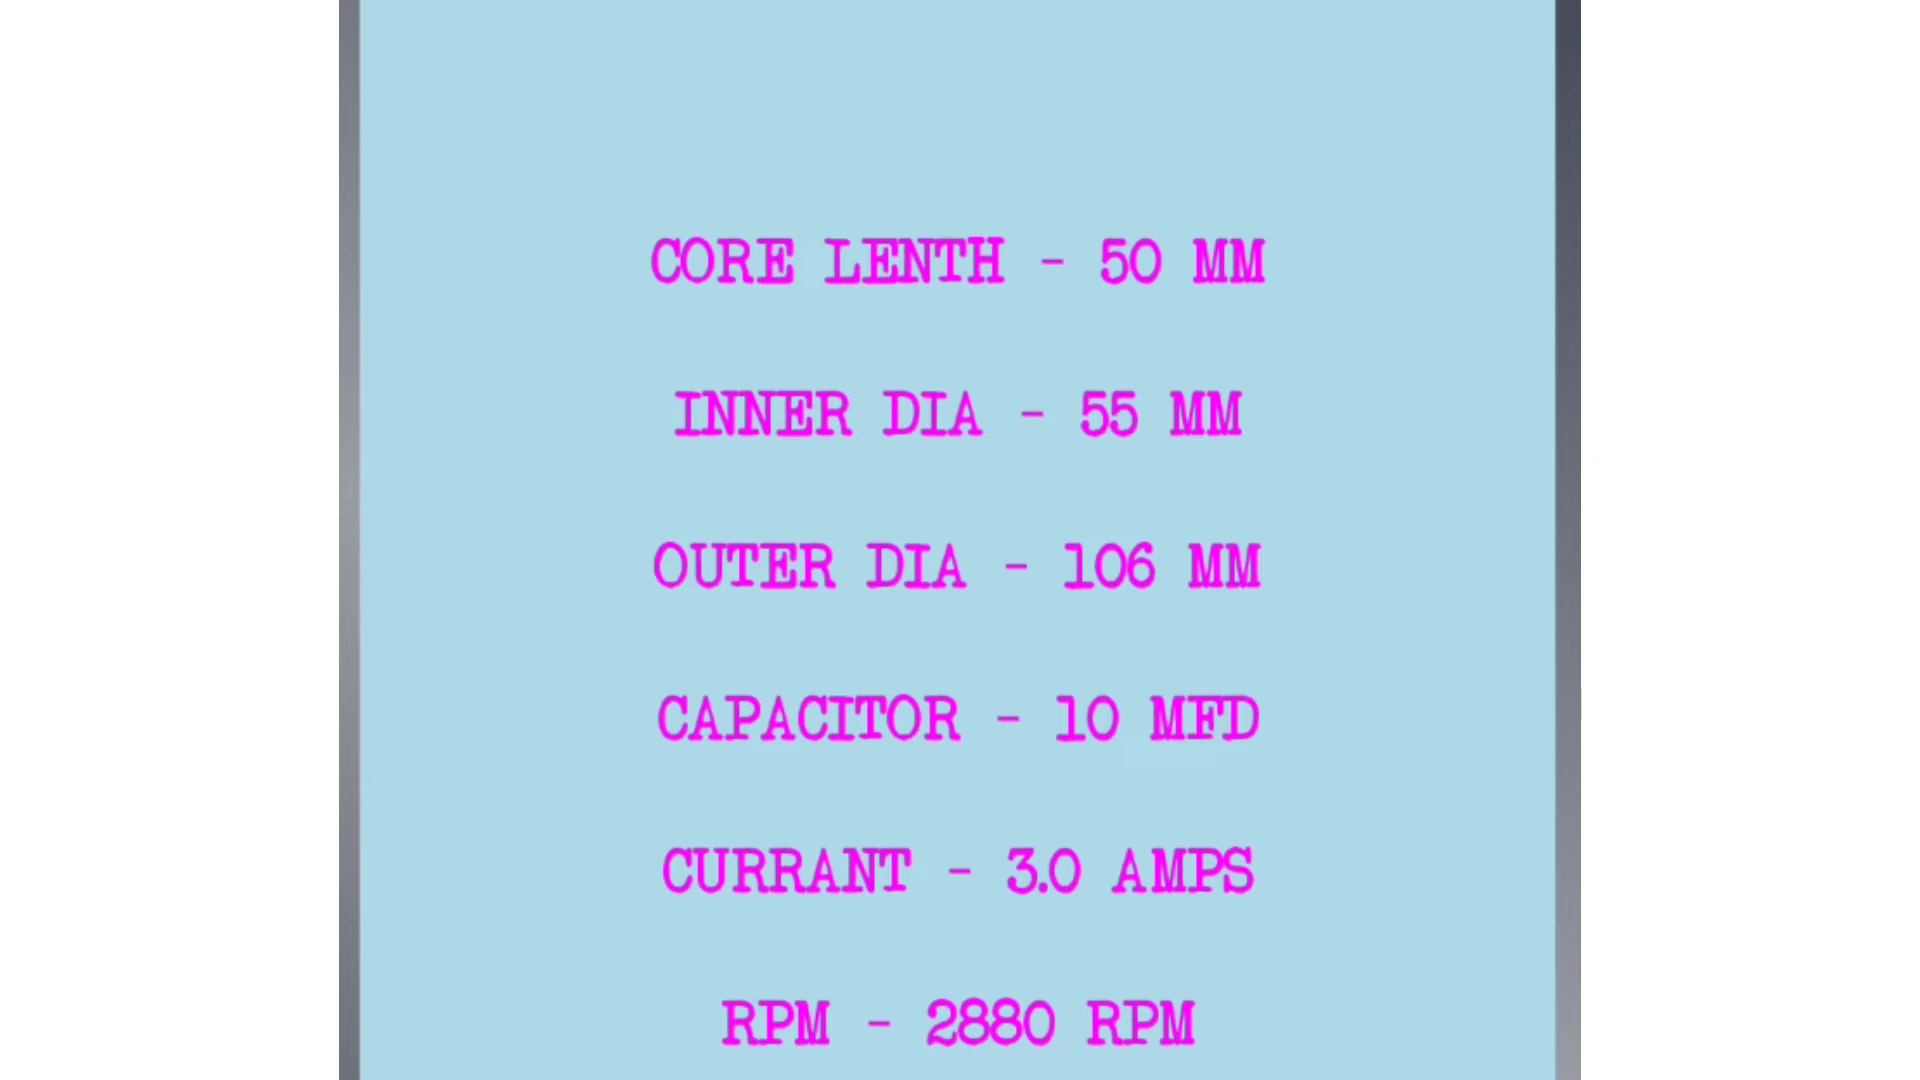 CORE LENTH - 50 MM
INNER DIA - 55 MM
OUTER DIA - 106 MM
CAPACITOR - 10 MFD
CURRANT - 3.0 AMPS
RPM - 2880 RPM